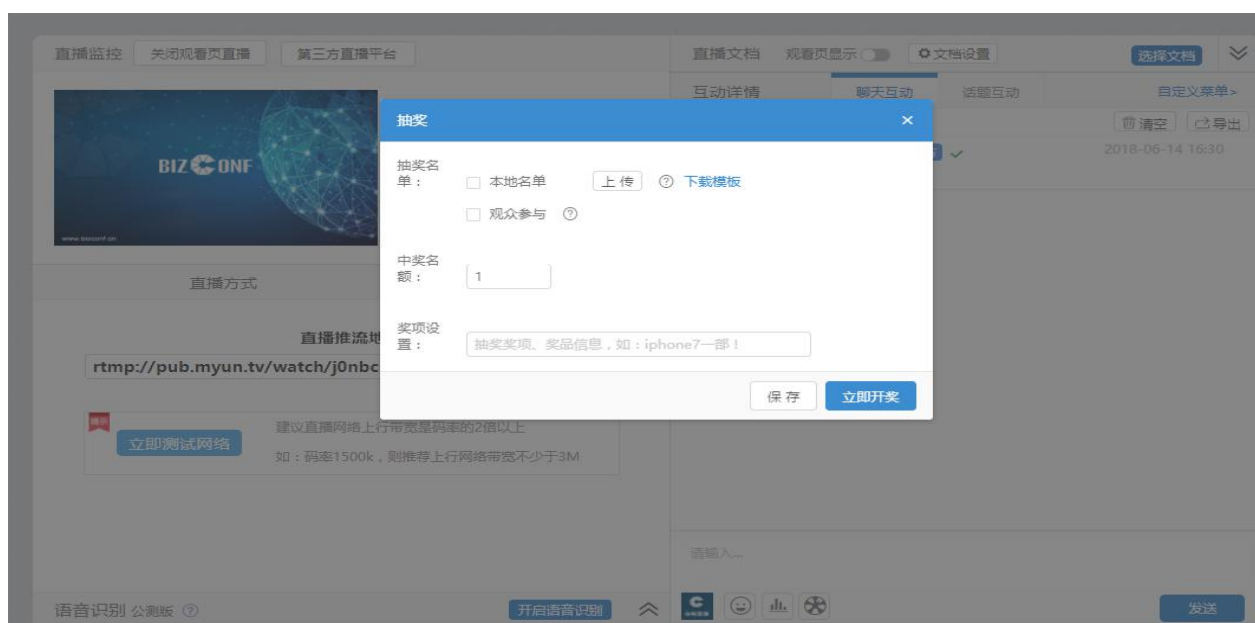 直播监控 关闭观看页直播 第三方直播平台
直播文档 观看页显示 文档设置 选择文档
互动详情 聊天互动 话题互动 自定义菜单>
清空 导出
2018-06-14 16:30
BIZCONF
www.bizconf.cn
直播方式
直播推流地
rtmp://pub.myun.tv/watch/j0nbc
立即测试网络
建议直播网络上行带宽是码率的2倍以上
如：码率1500k，则推荐上行网络带宽不少于3M
语音识别 公测版 开启语音识别
抽奖 ×
抽奖名
单： 本地名单 上传 下载模板
观众参与
中奖名
额： 1
奖项设
置： 抽奖奖项、奖品信息，如：iphone7一部！
保存 立即开奖
请输入...
发送